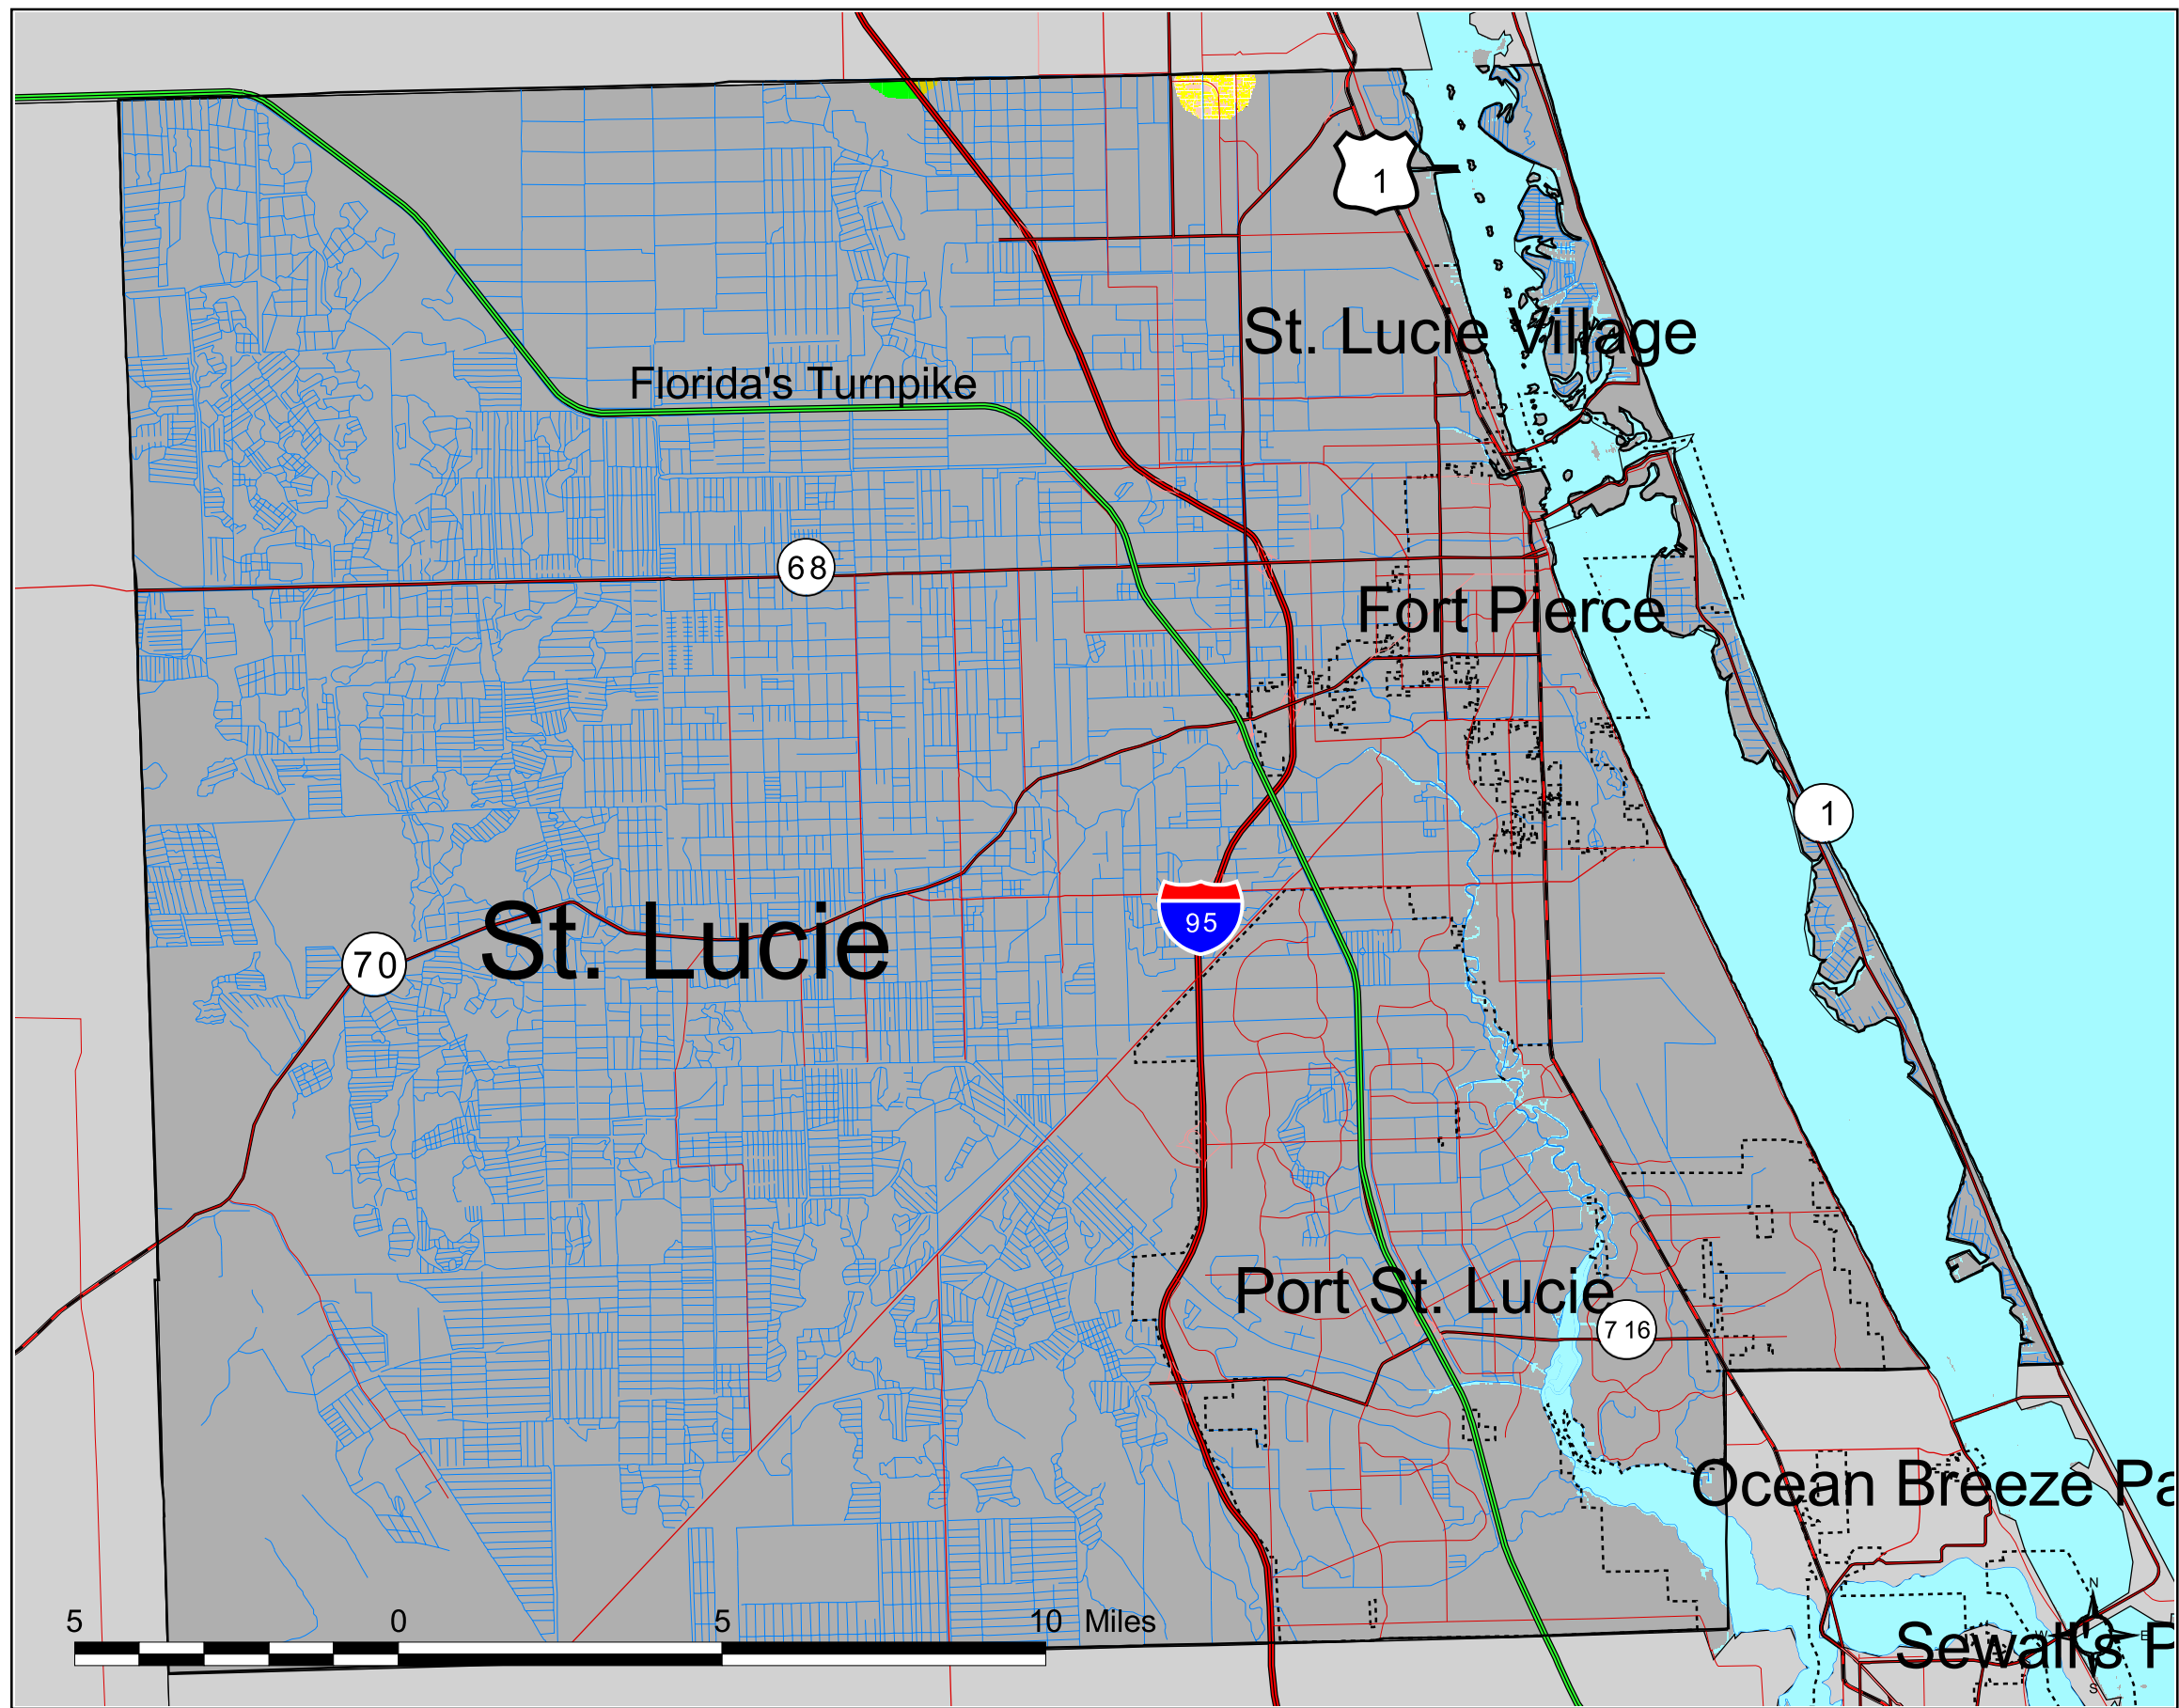 1
St. Lucie Village
Florida's Turnpike
68
Fort Pierce
1
95
St. Lucie
70
Port St. Lucie
716
Ocean Breeze Pa
5 0 5 10 Miles
N
W E
S
Sewall's P